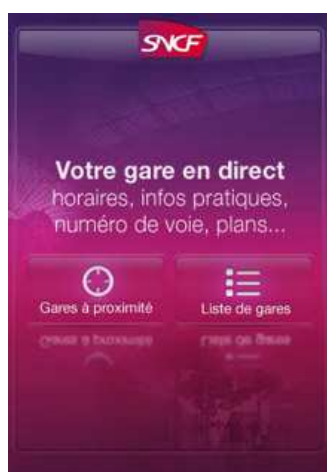 SNCF
Votre gare en direct
horaires, infos pratiques,
numéro de voie, plans...
Gares à proximité
Liste de gares